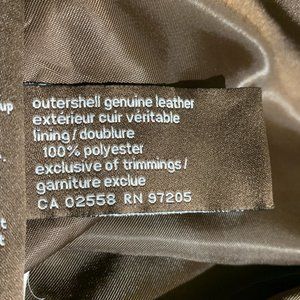 outershell genuine leather
extérieur cuir véritable
lining / doublure
100% polyester
exclusive of trimmings /
garniture exclue
CA 02558 RN 97205
up